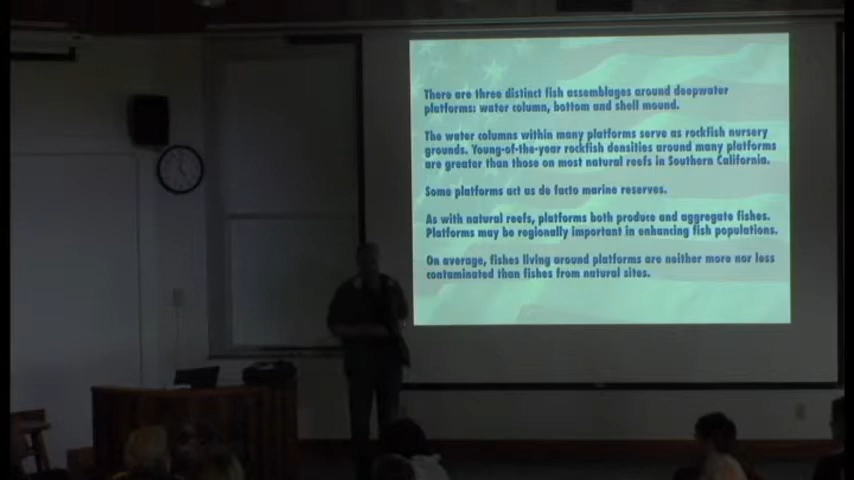 There are three distinct fish assemblages around deepwater
platforms: water column, bottom and shell mound.
The water columns within many platforms serve as rockfish nursery
grounds. Young-of-the-year rockfish densities around many platforms
are greater than those on most natural reefs in Southern California.
Some platforms act as de facto marine reserves.
As with natural reefs, platforms both produce and aggregate fishes.
Platforms may be regionally important in enhancing fish populations.
On average, fishes living around platforms are neither more nor less
contaminated than fishes from natural sites.